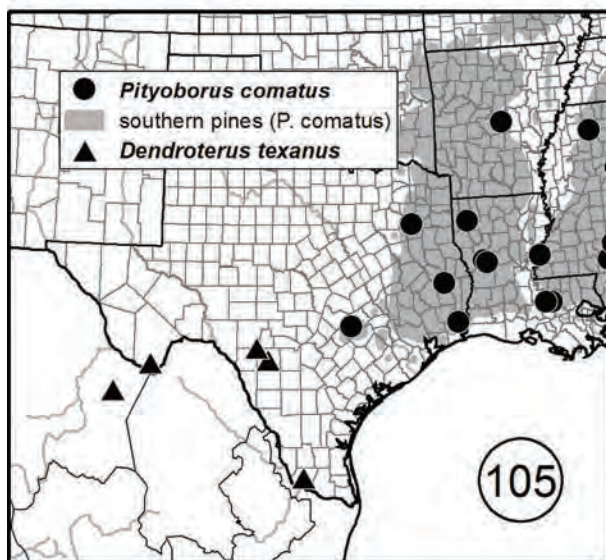 Pityoborus comatus
southern pines (P. comatus)
Dendroterus texanus
105